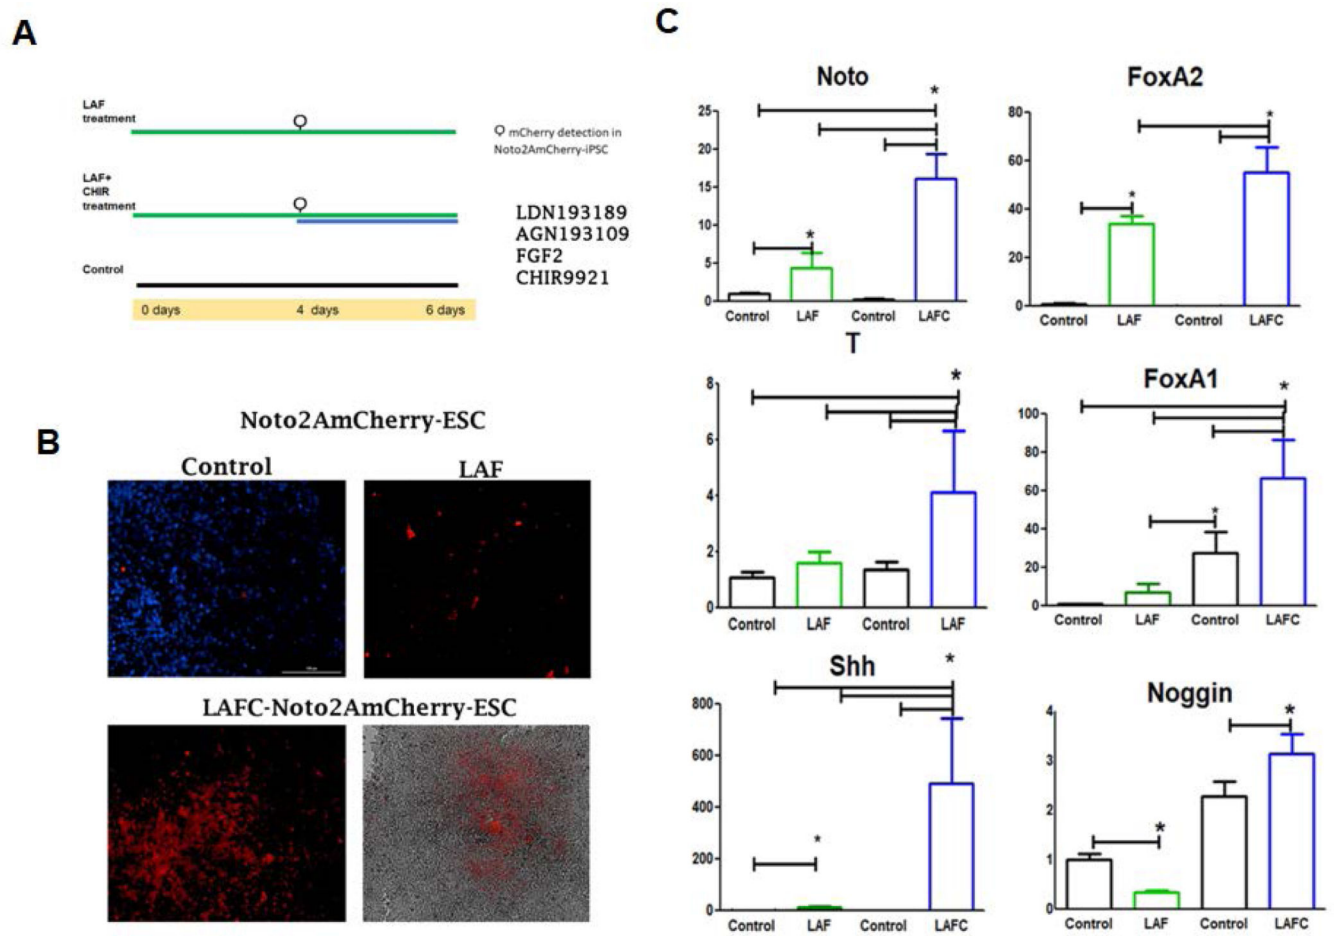 A
LAF
treatment
mCherry detection in
Noto2AmCherry-iPSC
LAF+
CHIR
treatment
LDN193189
AGN193109
FGF2
CHIR9921
Control
0 days 4 days 6 days
B
Noto2AmCherry-ESC
Control LAF
LAFC-Noto2AmCherry-ESC
C
Noto
*
*
25
20
15
10
5
0
Control LAF Control LAFC
FoxA2
*
*
80
60
40
20
0
Control LAF Control LAFC
T
*
8
6
4
2
0
Control LAF Control LAF
FoxA1
*
*
100
80
60
40
20
0
Control LAF Control LAFC
Shh
*
*
800
600
400
200
0
Control LAF Control LAFC
Noggin
*
*
4
3
2
1
0
Control LAF Control LAFC